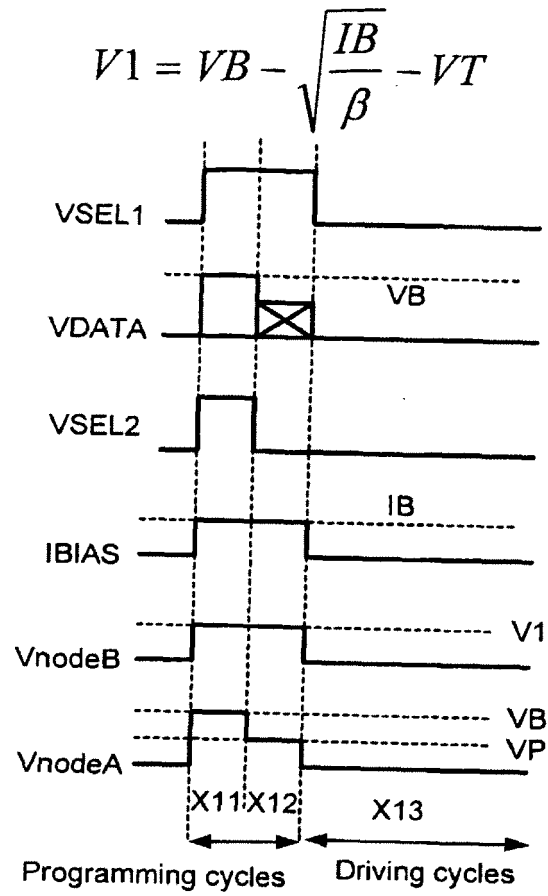 V1 = VB - √(IB/β) - VT
VSEL1
VB
VDATA
VSEL2
IB
IBIAS
V1
VnodeB
VB
VP
VnodeA
X11 X12 X13
Programming cycles Driving cycles